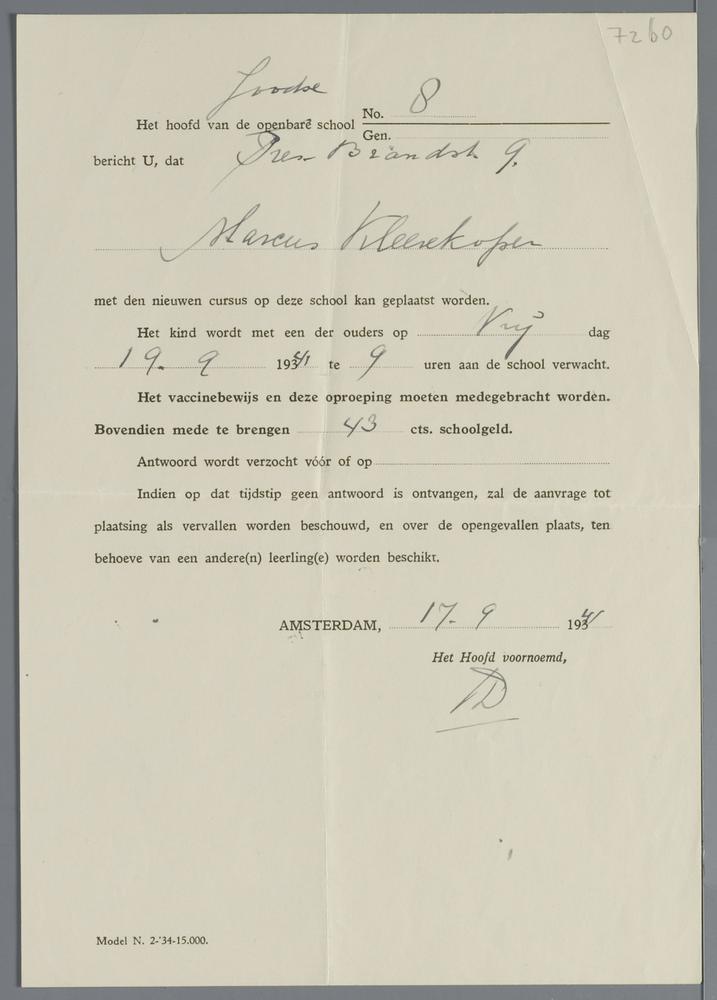 7260
Joodse
Het hoofd van de openbare school No. 8
Gen.
bericht U, dat Pres Brandstr 9.
Marcus Kleerekoper
met den nieuwen cursus op deze school kan geplaatst worden.
Het kind wordt met een der ouders op Vrij dag
19. 9 1941 te 9 uren aan de school verwacht.
Het vaccinebewijs en deze oproeping moeten medegebracht worden.
Bovendien mede te brengen 43 cts. schoolgeld.
Antwoord wordt verzocht vóór of op
Indien op dat tijdstip geen antwoord is ontvangen, zal de aanvrage tot
plaatsing als vervallen worden beschouwd, en over de opengevallen plaats, ten
behoeve van een andere(n) leerling(e) worden beschikt.
AMSTERDAM, 17. 9 1941
Het Hoofd voornoemd,
Model N. 2-'34-15.000.